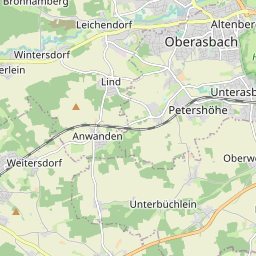 Bronnamberg
Leichendorf
Altenber
Oberasbach
Wintersdorf
erlein
Lind
Unterasb
Petershöhe
Anwanden
Weitersdorf
Oberwe
Unterbüchlein